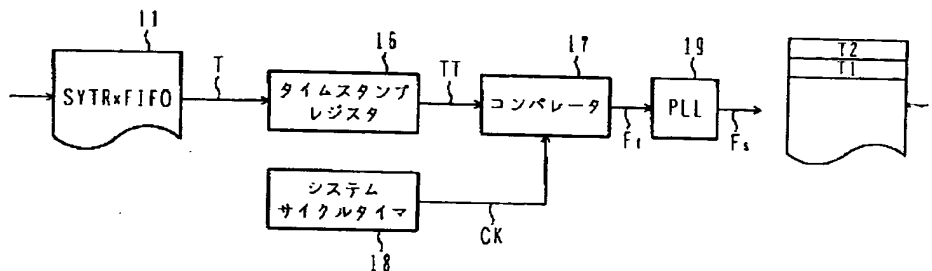 11
SYTRxFIFO
T
16
タイムスタンプ
レジスタ
TT
17
コンパレータ
Ff
19
PLL
Fs
T2
T1
システム
サイクルタイマ
18
CK